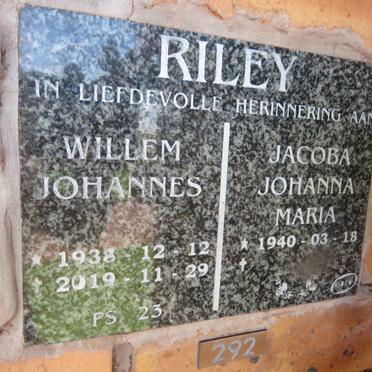 RILEY
IN LIEFDEVOLLE HERINNERING AAN
WILLEM
JOHANNES
* 1938 - 12 - 12
† 2019 - 11 - 29
PS 23
JACOBA
JOHANNA
MARIA
* 1940 - 03 - 18
†
292